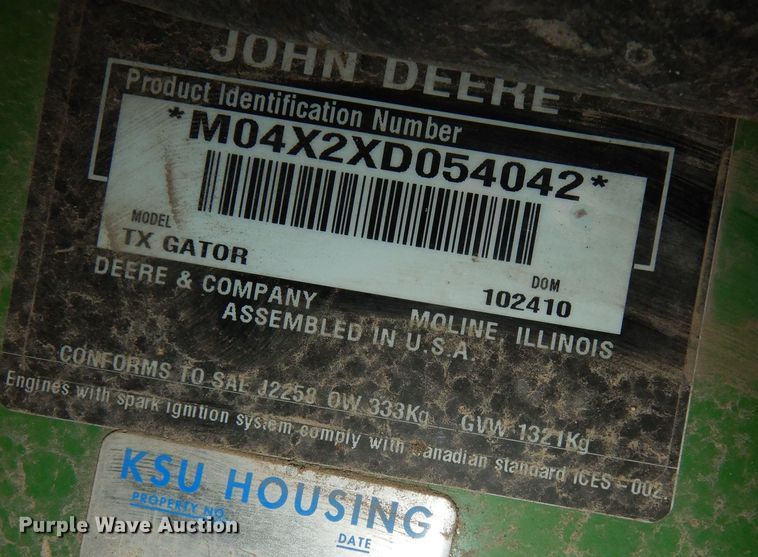 JOHN DEERE
Product Identification Number
*M04X2XD054042*
MODEL
TX GATOR
DOM
102410
DEERE & COMPANY MOLINE, ILLINOIS
ASSEMBLED IN U.S.A.
CONFORMS TO SAE J2258 OW 333Kg GVW 1321Kg
Engines with spark ignition system comply with Canadian standard ICES-002.
KSU HOUSING
PROPERTY NO.
DATE
Purple Wave Auction